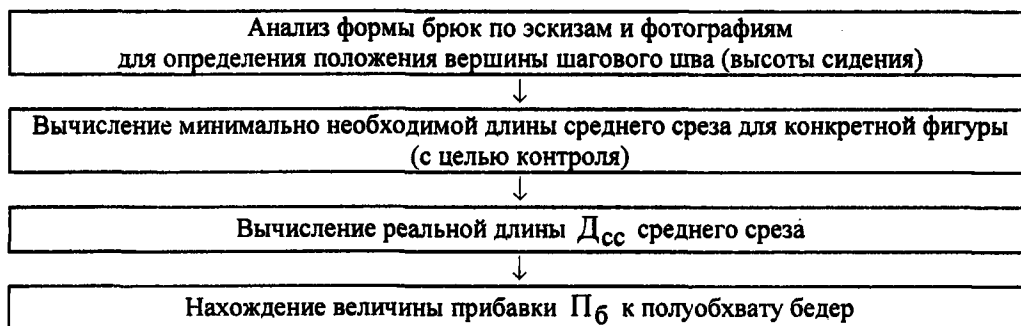 Анализ формы брюк по эскизам и фотографиям
для определения положения вершины шагового шва (высоты сидения)
↓
Вычисление минимально необходимой длины среднего среза для конкретной фигуры
(с целью контроля)
↓
Вычисление реальной длины Дсс среднего среза
↓
Нахождение величины прибавки Пб к полуобхвату бедер